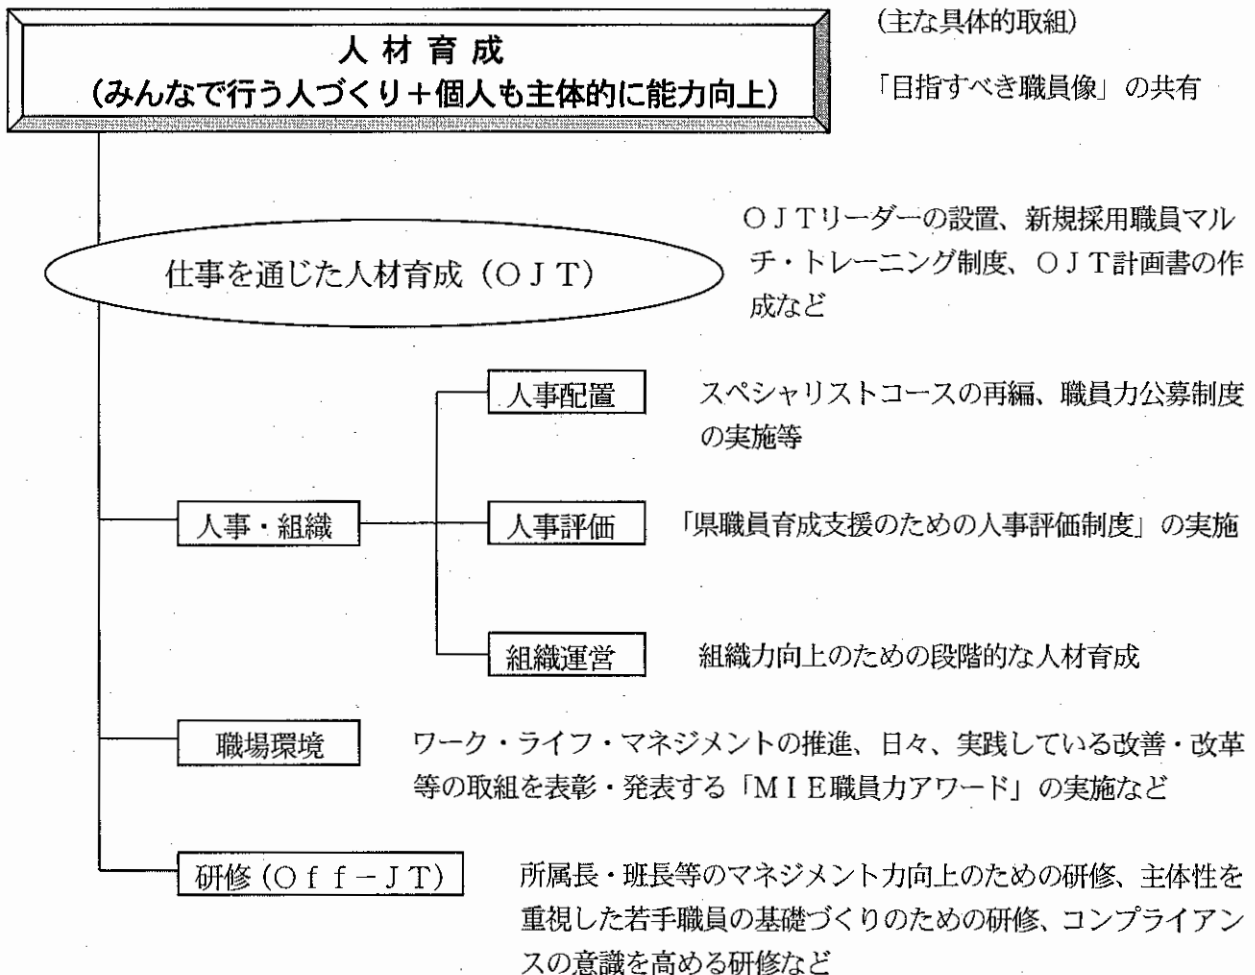 人材育成
(みんなで行う人づくり＋個人も主体的に能力向上)
(主な具体的取組)
「目指すべき職員像」の共有
仕事を通じた人材育成（ＯＪＴ）
ＯＪＴリーダーの設置、新規採用職員マル
チ・トレーニング制度、ＯＪＴ計画書の作
成など
人事配置
スペシャリストコースの再編、職員力公募制度
の実施等
人事・組織
人事評価
「県職員育成支援のための人事評価制度」の実施
組織運営
組織力向上のための段階的な人材育成
職場環境
ワーク・ライフ・マネジメントの推進、日々、実践している改善・改革
等の取組を表彰・発表する「ＭＩＥ職員力アワード」の実施など
研修(Ｏｆｆ－ＪＴ)
所属長・班長等のマネジメント力向上のための研修、主体性を
重視した若手職員の基礎づくりのための研修、コンプライアン
スの意識を高める研修など